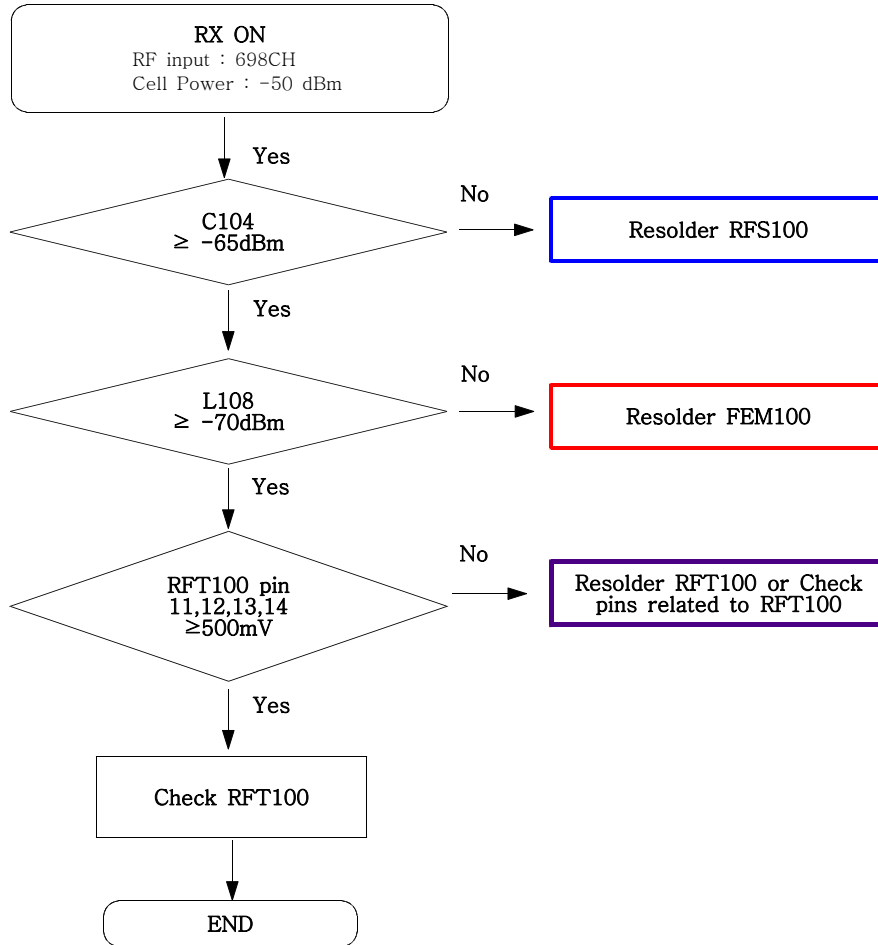 RX ON
RF input : 698CH
Cell Power : -50 dBm
Yes
C104
≥ -65dBm
No
Resolder RFS100
Yes
L108
≥ -70dBm
No
Resolder FEM100
Yes
RFT100 pin
11,12,13,14
≥500mV
No
Resolder RFT100 or Check
pins related to RFT100
Yes
Check RFT100
END